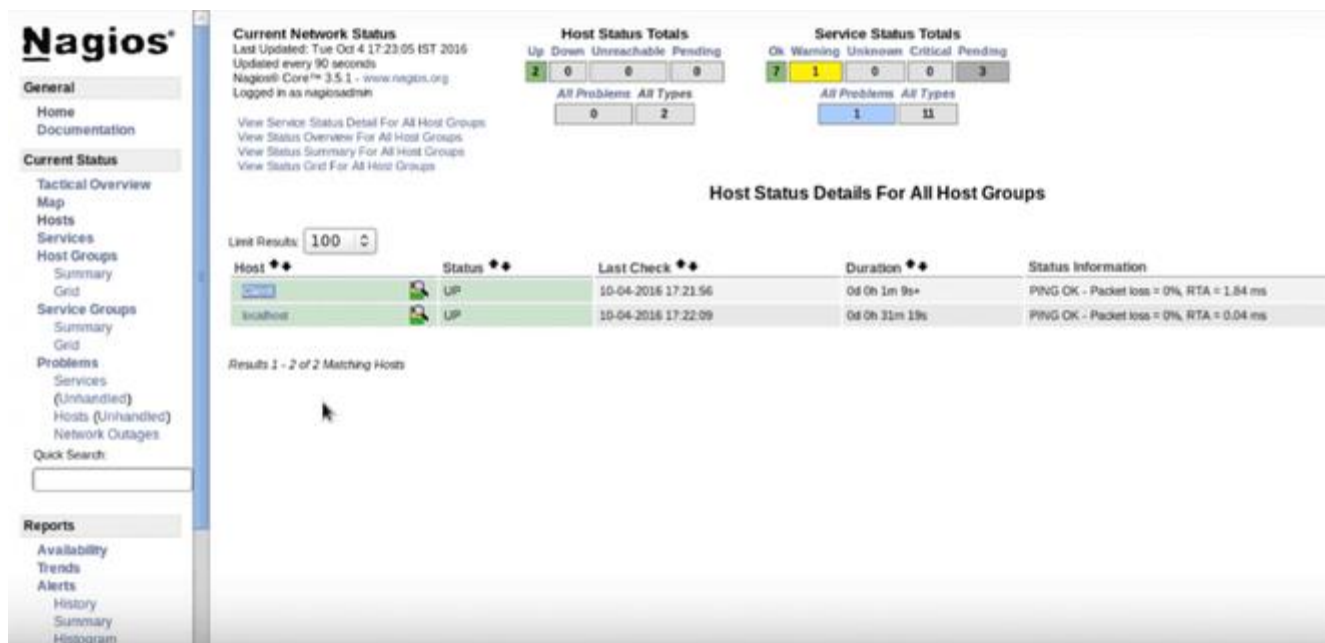 Nagios®
General
Home
Documentation
Current Status
Tactical Overview
Map
Hosts
Services
Host Groups
Summary
Grid
Service Groups
Summary
Grid
Problems
Services
(Unhandled)
Hosts (Unhandled)
Network Outages
Quick Search:
Reports
Availability
Trends
Alerts
History
Summary
Histogram
Current Network Status
Last Updated: Tue Oct 4 17:23:05 IST 2016
Updated every 90 seconds
Nagios® Core™ 3.5.1 - www.nagios.org
Logged in as nagiosadmin
View Service Status Detail For All Host Groups
View Status Overview For All Host Groups
View Status Summary For All Host Groups
View Status Grid For All Host Groups
Host Status Totals
Up Down Unreachable Pending
2 0 0 0
All Problems All Types
0 2
Service Status Totals
Ok Warning Unknown Critical Pending
7 1 0 0 3
All Problems All Types
1 11
Host Status Details For All Host Groups
Limit Results: 100
Host Status Last Check Duration Status Information
Client UP 10-04-2016 17:21:56 0d 0h 1m 9s+ PING OK - Packet loss = 0%, RTA = 1.84 ms
localhost UP 10-04-2016 17:22:09 0d 0h 31m 19s PING OK - Packet loss = 0%, RTA = 0.04 ms
Results 1 - 2 of 2 Matching Hosts